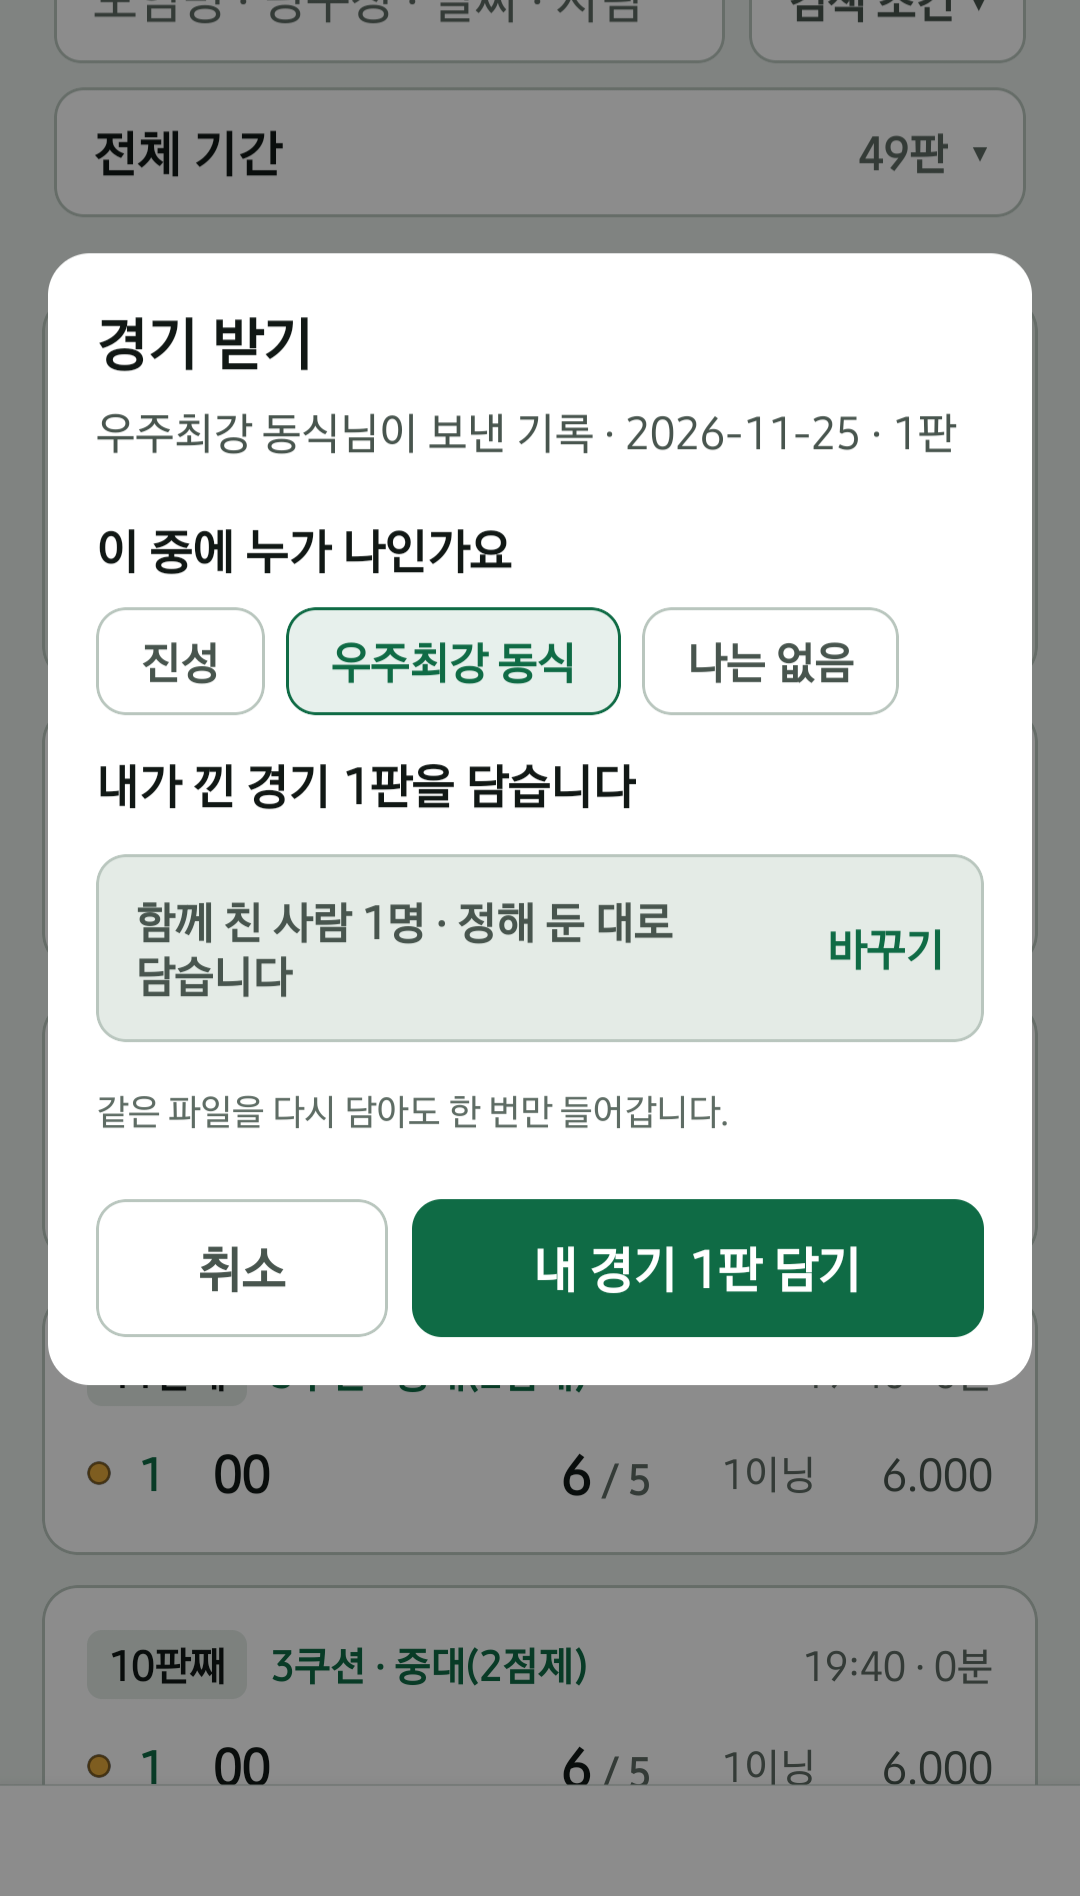 전체 기간 49판 ▼
경기 받기
우주최강 동식님이 보낸 기록 · 2026-11-25 · 1판
이 중에 누가 나인가요
진성 우주최강 동식 나는 없음
내가 낀 경기 1판을 담습니다
함께 친 사람 1명 · 정해 둔 대로
담습니다
바꾸기
같은 파일을 다시 담아도 한 번만 들어갑니다.
취소 내 경기 1판 담기
1 00 6 / 5 1이닝 6.000
10판째 3쿠션 · 중대(2점제) 19:40 · 0분
1 00 6 / 5 1이닝 6.000